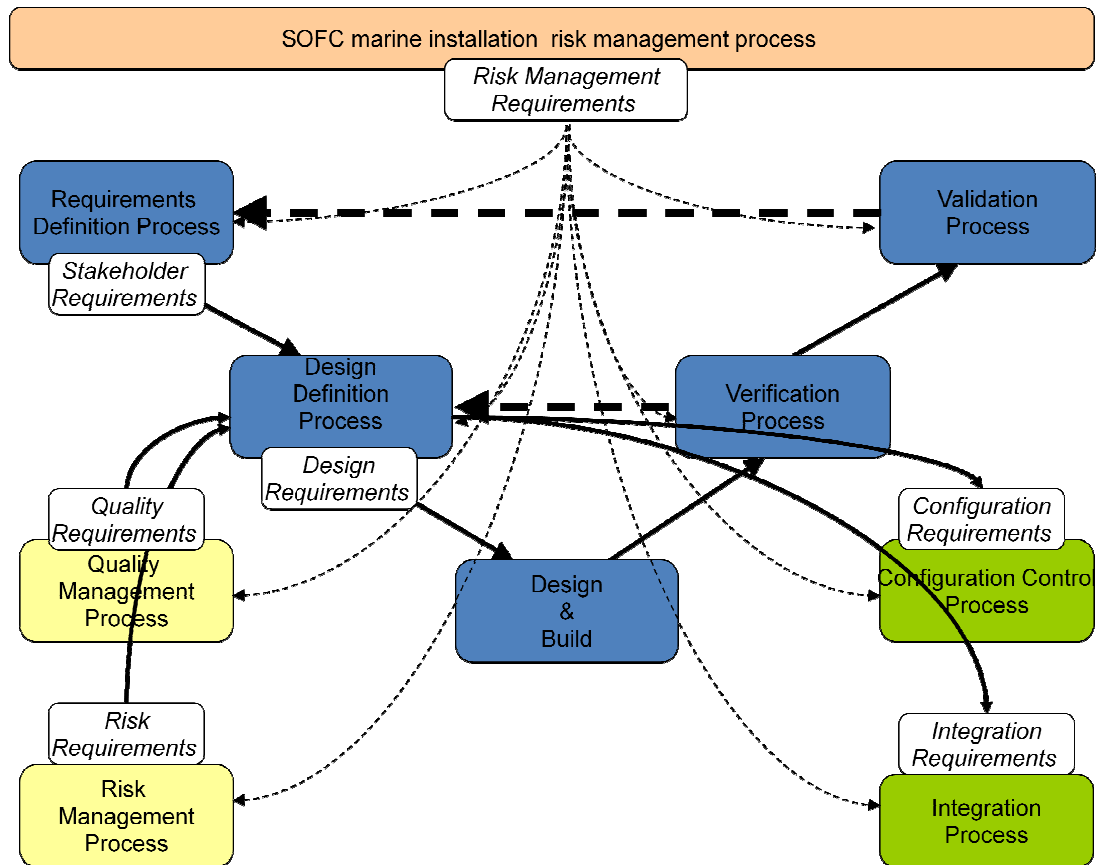 SOFC marine installation risk management process
Risk Management
Requirements
Requirements
Definition Process
Validation
Process
Stakeholder
Requirements
Design
Definition
Process
Verification
Process
Design
Requirements
Quality
Requirements
Configuration
Requirements
Quality
Management
Process
Design
&
Build
Configuration Control
Process
Risk
Requirements
Integration
Requirements
Risk
Management
Process
Integration
Process